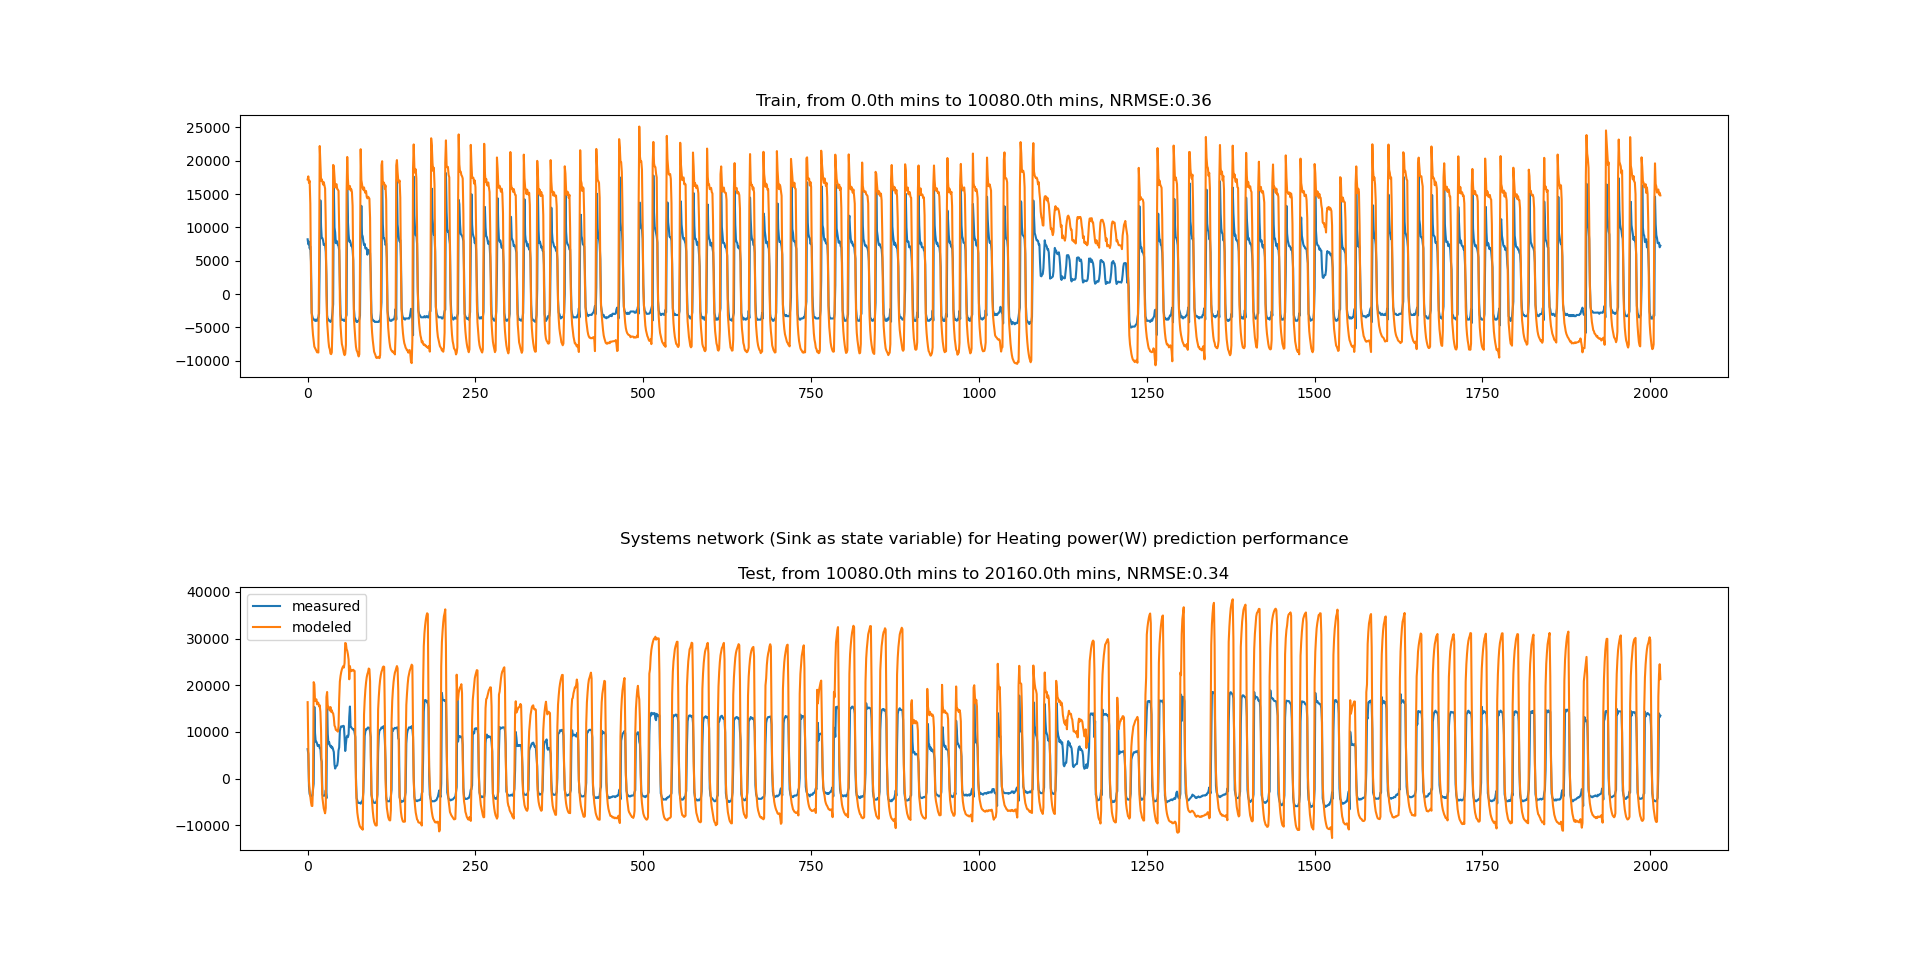 Train, from 0.0th mins to 10080.0th mins, NRMSE:0.36
25000
20000
15000
10000
5000
0
−5000
−10000
0 250 500 750 1000 1250 1500 1750 2000
Systems network (Sink as state variable) for Heating power(W) prediction performance
Test, from 10080.0th mins to 20160.0th mins, NRMSE:0.34
40000
30000
20000
10000
0
−10000
measured
modeled
0 250 500 750 1000 1250 1500 1750 2000